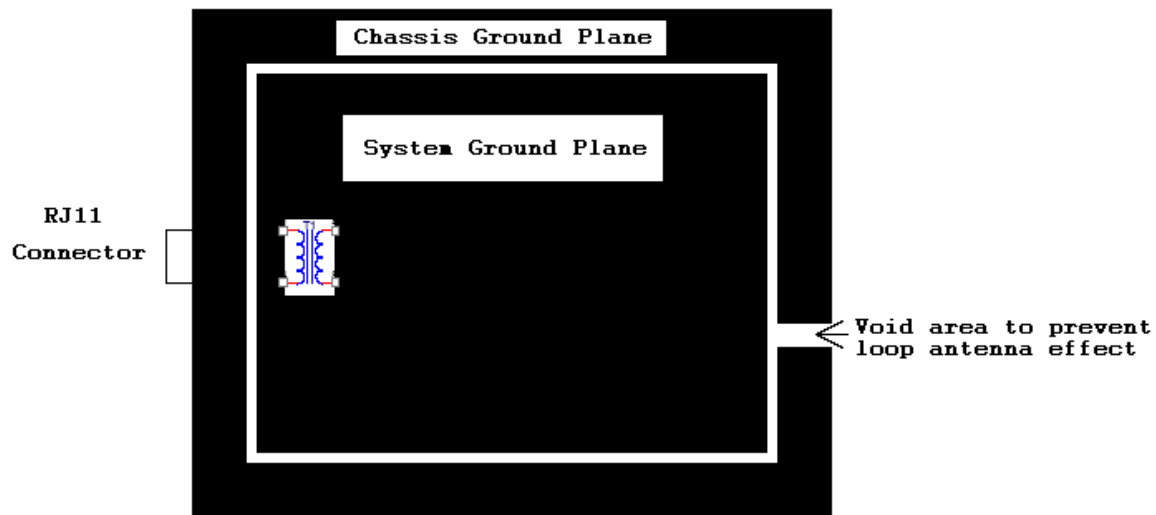 Chassis Ground Plane
System Ground Plane
RJ11
Connector
Void area to prevent
loop antenna effect